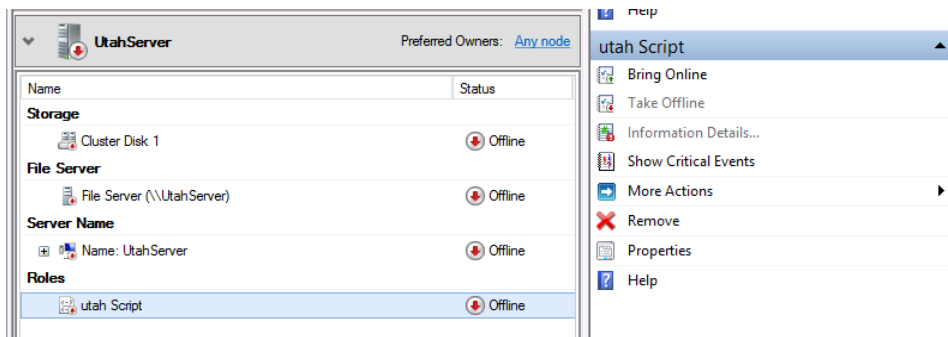 Help
UtahServer Preferred Owners: Any node
utah Script
Bring Online
Name Status
Take Offline
Storage
Cluster Disk 1 Offline
Information Details...
File Server
Show Critical Events
File Server (\\UtahServer) Offline
More Actions
Server Name
Remove
Name: UtahServer Offline
Properties
Roles
Help
utah Script Offline